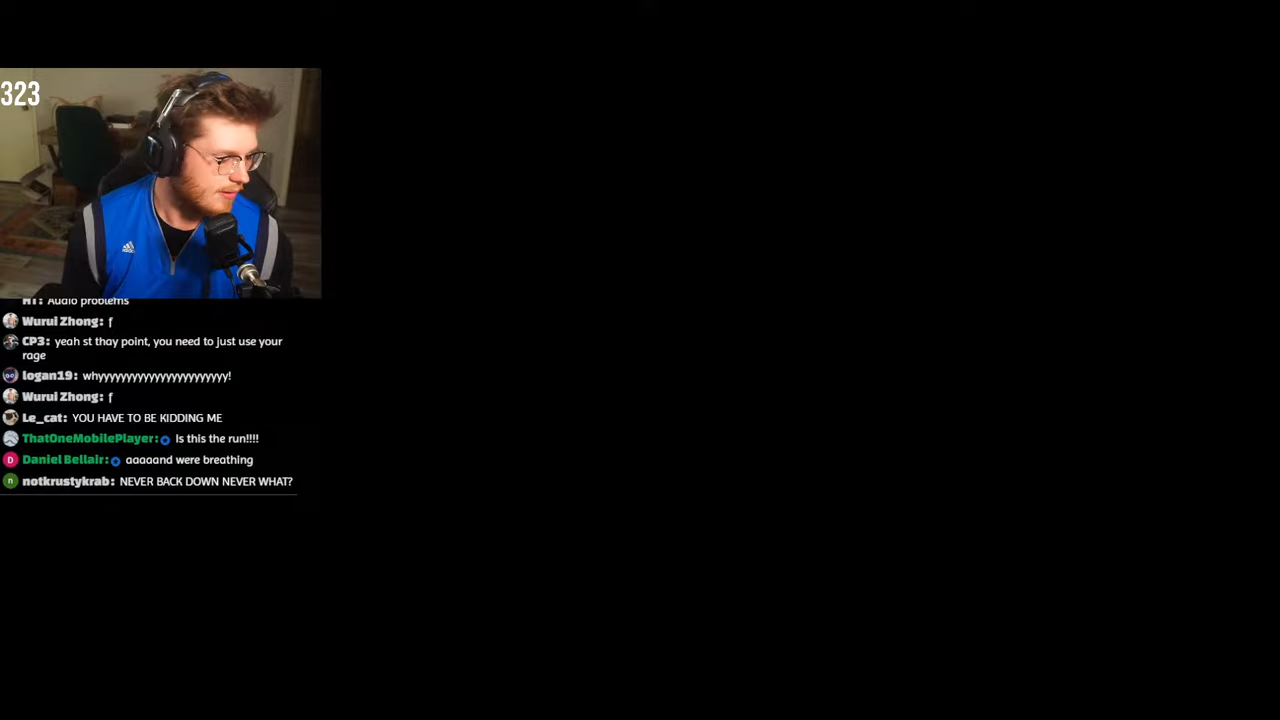 323
MT: Audio problems
Wurui Zhong: f
CP3: yeah st thay point, you need to just use your
rage
logan19: whyyyyyyyyyyyyyyyyyyyyyyy!
Wurui Zhong: f
Le_cat: YOU HAVE TO BE KIDDING ME
ThatOneMobilePlayer: Is this the run!!!!
Daniel Bellair: aaaaand were breathing
notkrustykrab: NEVER BACK DOWN NEVER WHAT?